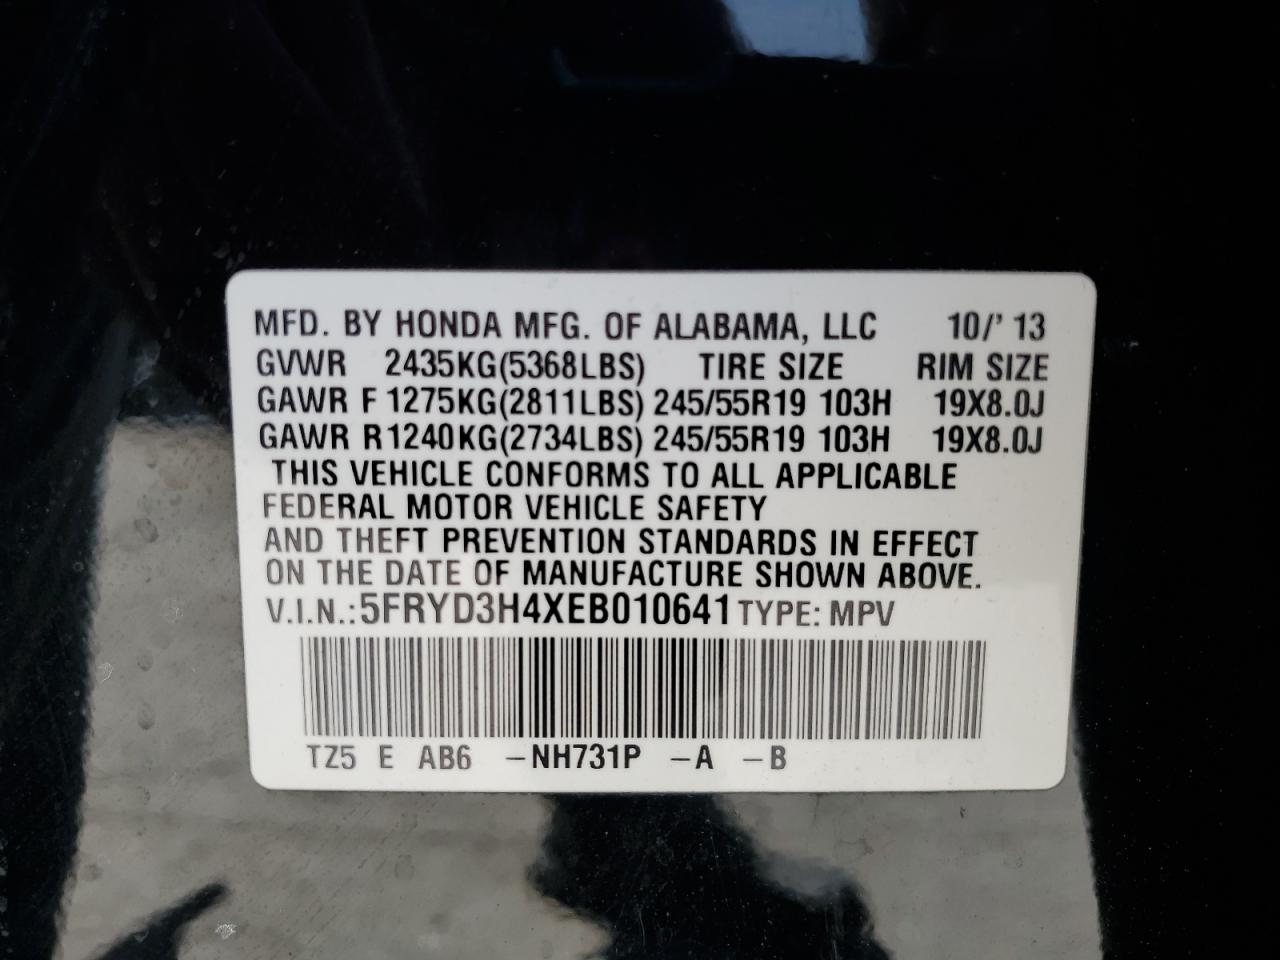 MFD. BY HONDA MFG. OF ALABAMA, LLC 10/' 13
GVWR 2435KG(5368LBS) TIRE SIZE RIM SIZE
GAWR F 1275KG(2811LBS) 245/55R19 103H 19X8.0J
GAWR R1240KG(2734LBS) 245/55R19 103H 19X8.0J
THIS VEHICLE CONFORMS TO ALL APPLICABLE
FEDERAL MOTOR VEHICLE SAFETY
AND THEFT PREVENTION STANDARDS IN EFFECT
ON THE DATE OF MANUFACTURE SHOWN ABOVE.
V.I.N.:5FRYD3H4XEB010641 TYPE: MPV
TZ5 E AB6 -NH731P -A -B